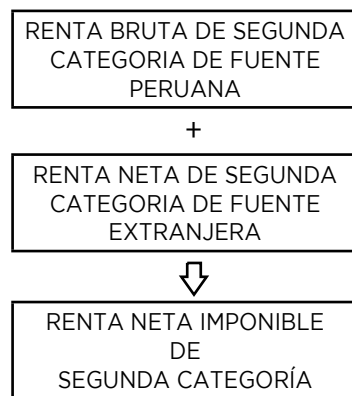 RENTA BRUTA DE SEGUNDA
CATEGORIA DE FUENTE
PERUANA
+
RENTA NETA DE SEGUNDA
CATEGORIA DE FUENTE
EXTRANJERA
RENTA NETA IMPONIBLE
DE
SEGUNDA CATEGORÍA